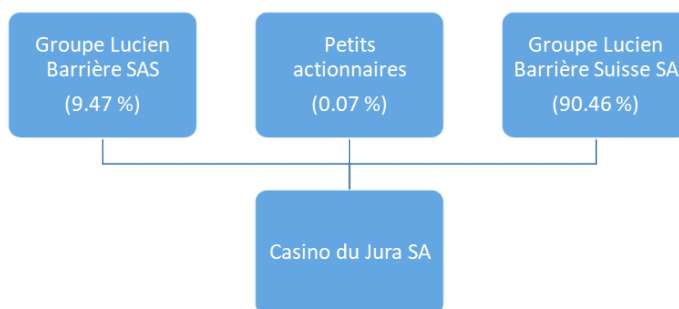 Groupe Lucien
Barrière SAS
(9.47 %)
Petits
actionnaires
(0.07 %)
Groupe Lucien
Barrière Suisse SA
(90.46 %)
Casino du Jura SA